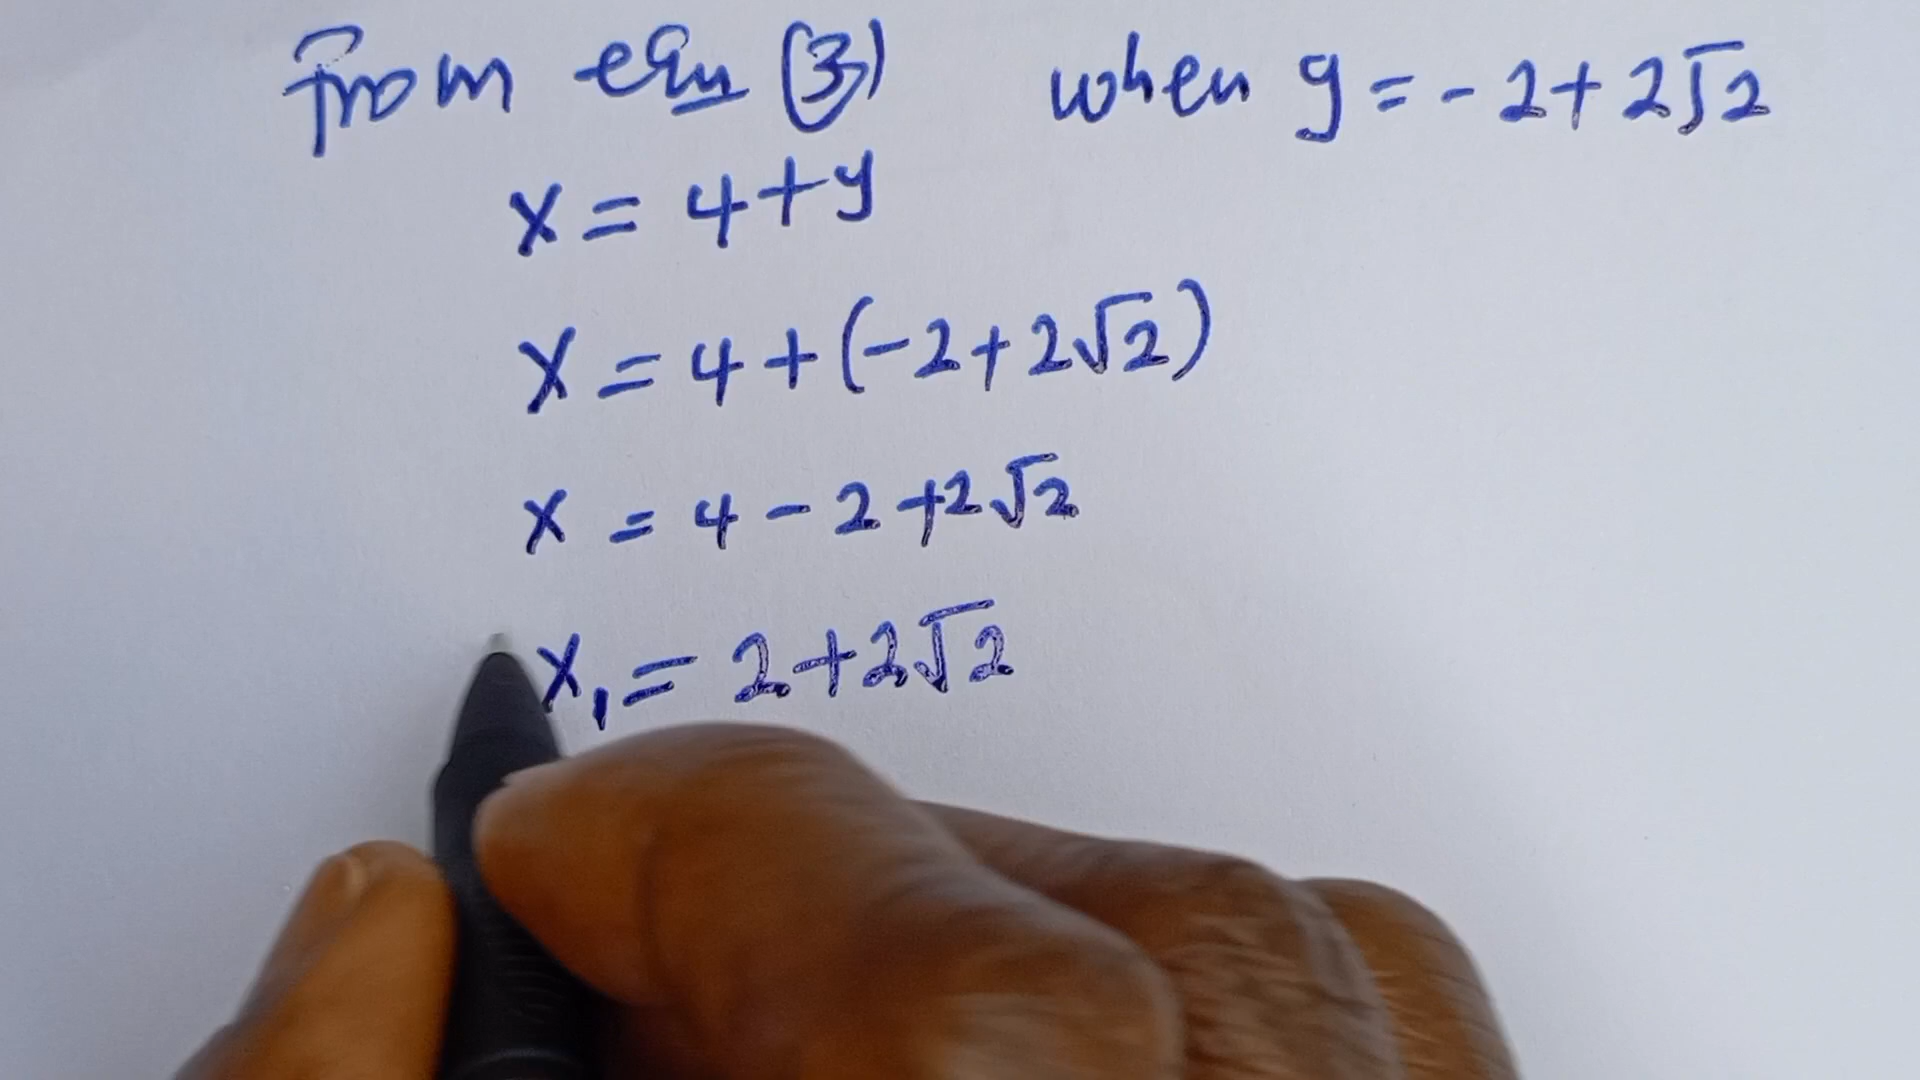 from eqn (3) when y = -2 + 2√2
x = 4 + y
x = 4 + (-2 + 2√2)
x = 4 - 2 + 2√2
x₁ = 2 + 2√2